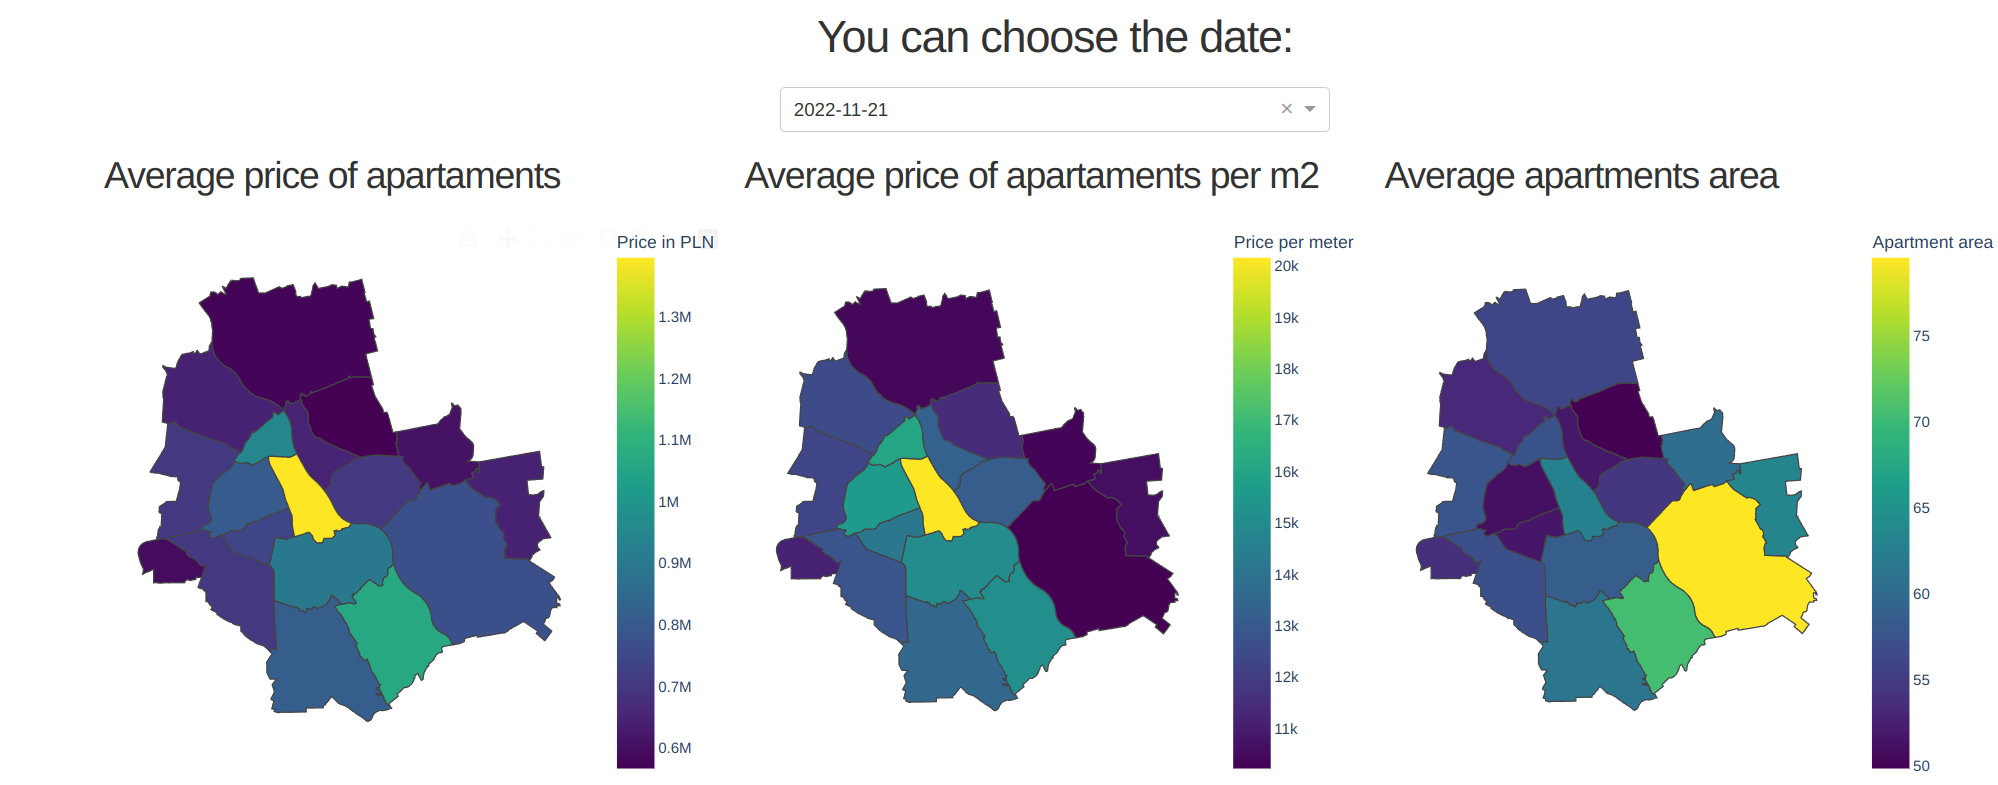 You can choose the date:
2022-11-21
Average price of apartaments
Average price of apartaments per m2
Average apartments area
Price in PLN
1.3M
1.2M
1.1M
1M
0.9M
0.8M
0.7M
0.6M
Price per meter
20k
19k
18k
17k
16k
15k
14k
13k
12k
11k
Apartment area
75
70
65
60
55
50